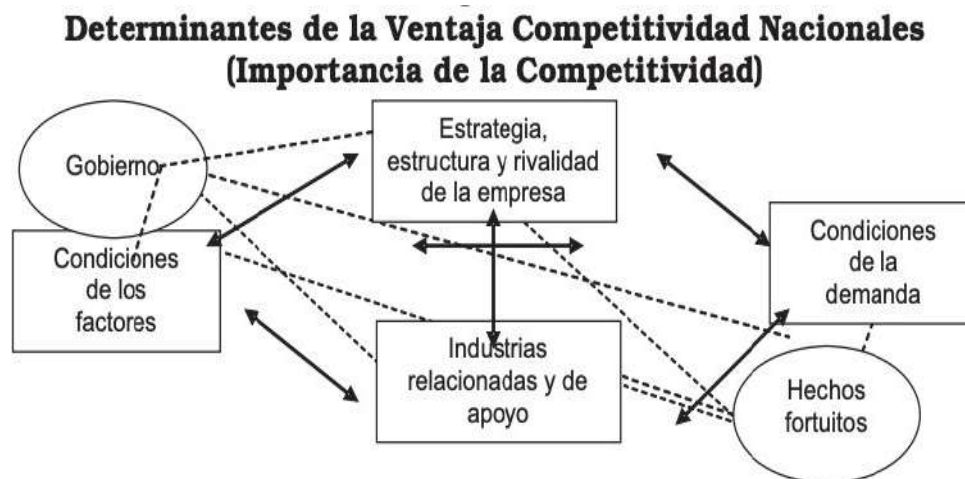 Determinantes de la Ventaja Competitividad Nacionales
(Importancia de la Competitividad)
Gobierno
Estrategia,
estructura y rivalidad
de la empresa
Condiciones
de los
factores
Condiciones
de la
demanda
Industrias
relacionadas y de
apoyo
Hechos
fortuitos